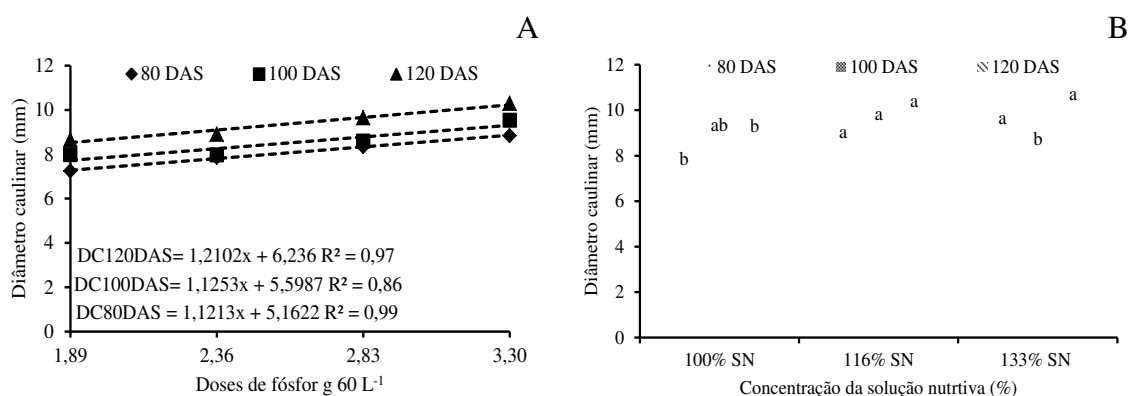 A
12
10
8
6
4
2
0
Diâmetro caulinar (mm)
80 DAS 100 DAS 120 DAS
DC120DAS= 1,2102x + 6,236 R² = 0,97
DC100DAS= 1,1253x + 5,5987 R² = 0,86
DC80DAS = 1,1213x + 5,1622 R² = 0,99
1,89 2,36 2,83 3,30
Doses de fósfor g 60 L⁻¹
B
12
10
8
6
4
2
0
Diâmetro caulinar (mm)
80 DAS 100 DAS 120 DAS
b ab b a a a a b a
100% SN 116% SN 133% SN
Concentração da solução nutrtiva (%)